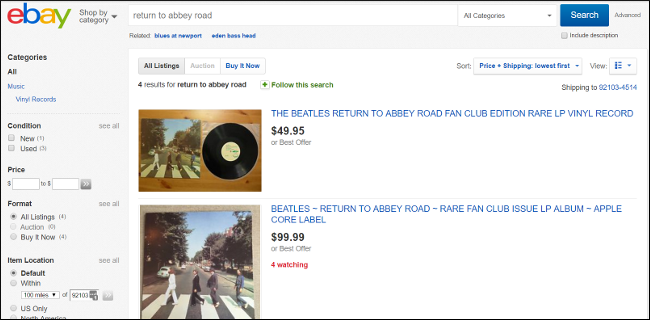 ebay
Shop by
category
return to abbey road
All Categories
Search
Advanced
Related: blues at newport eden bass head
Include description
Categories
All
Music
Vinyl Records
Condition see all
New (1)
Used (3)
Price
$ to $
Format see all
All Listings (4)
Auction (0)
Buy It Now (4)
Item Location see all
Default
Within
100 miles of 92103
US Only
North America
All Listings Auction Buy It Now
Sort: Price + Shipping: lowest first View:
4 results for return to abbey road Follow this search
Shipping to 92103-4514
THE BEATLES RETURN TO ABBEY ROAD FAN CLUB EDITION RARE LP VINYL RECORD
$49.95
or Best Offer
BEATLES ~ RETURN TO ABBEY ROAD ~ RARE FAN CLUB ISSUE LP ALBUM ~ APPLE
CORE LABEL
$99.99
or Best Offer
4 watching